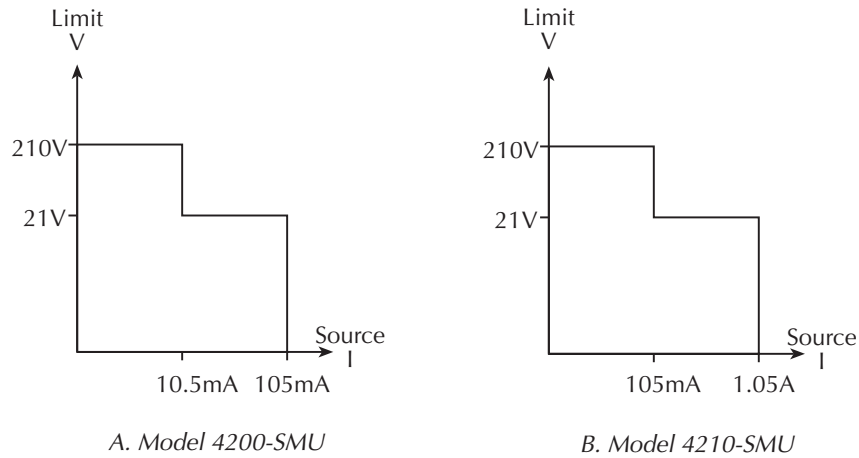 Limit
V
210V
21V
Source
I
10.5mA 105mA
A. Model 4200-SMU
Limit
V
210V
21V
Source
I
105mA 1.05A
B. Model 4210-SMU